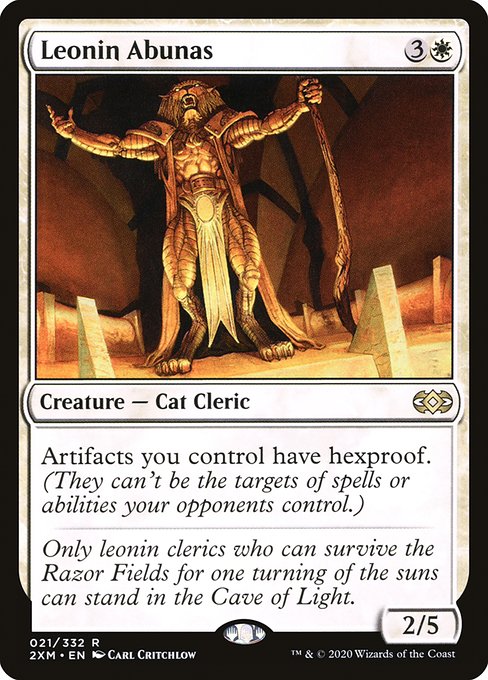 Leonin Abunas 3
Creature — Cat Cleric
Artifacts you control have hexproof.
(They can't be the targets of spells or
abilities your opponents control.)
Only leonin clerics who can survive the
Razor Fields for one turning of the suns
can stand in the Cave of Light.
2/5
021/332 R
2XM • EN Carl Critchlow ™ & © 2020 Wizards of the Coast